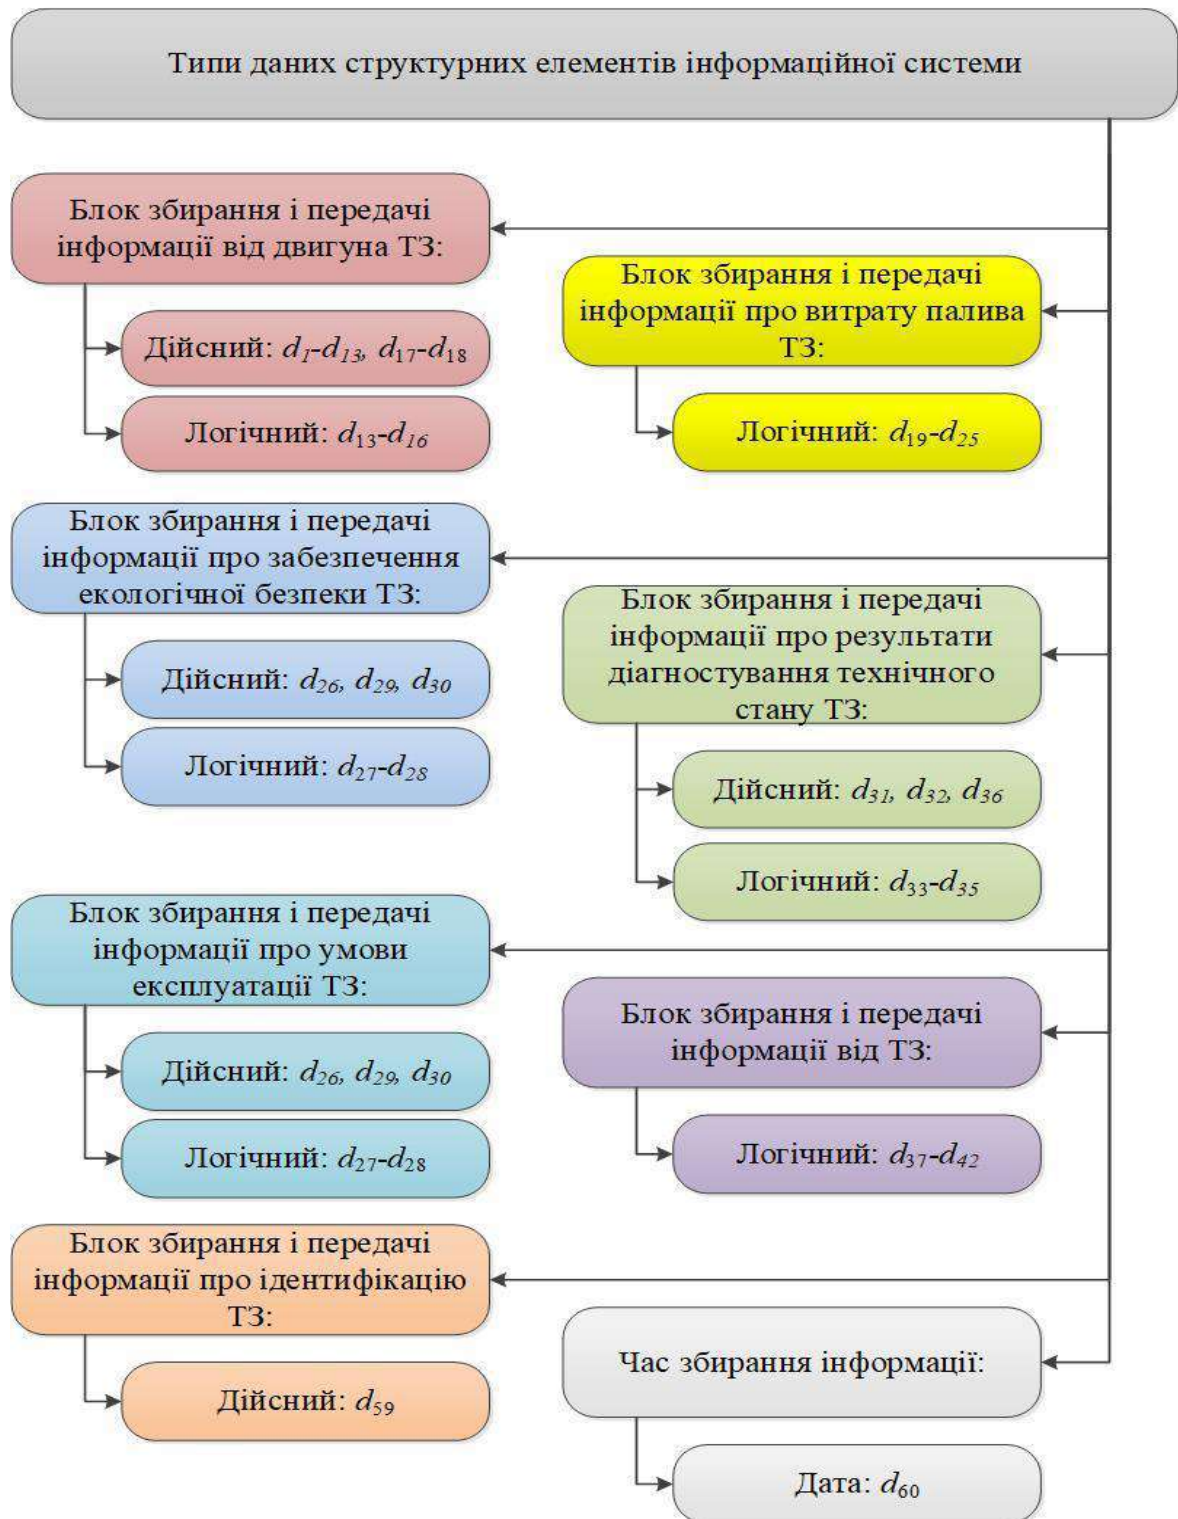 Типи даних структурних елементів інформаційної системи
Блок збирання і передачі
інформації від двигуна ТЗ:
Дійсний: d1-d13, d17-d18
Логічний: d13-d16
Блок збирання і передачі
інформації про витрату палива
ТЗ:
Логічний: d19-d25
Блок збирання і передачі
інформації про забезпечення
екологічної безпеки ТЗ:
Дійсний: d26, d29, d30
Логічний: d27-d28
Блок збирання і передачі
інформації про результати
діагностування технічного
стану ТЗ:
Дійсний: d31, d32, d36
Логічний: d33-d35
Блок збирання і передачі
інформації про умови
експлуатації ТЗ:
Дійсний: d26, d29, d30
Логічний: d27-d28
Блок збирання і передачі
інформації від ТЗ:
Логічний: d37-d42
Блок збирання і передачі
інформації про ідентифікацію
ТЗ:
Дійсний: d59
Час збирання інформації:
Дата: d60